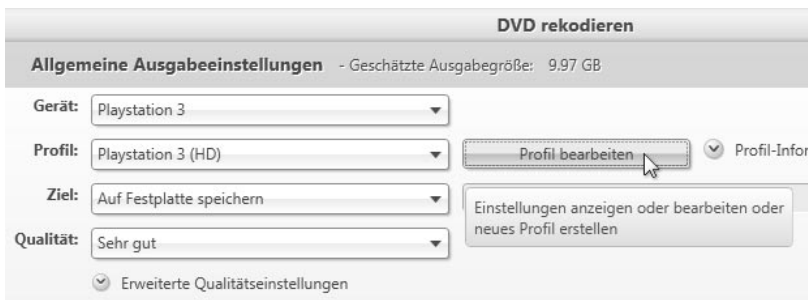 DVD rekodieren
Allgemeine Ausgabeeinstellungen - Geschätzte Ausgabegröße: 9.97 GB
Gerät: Playstation 3
Profil: Playstation 3 (HD) Profil bearbeiten
Ziel: Auf Festplatte speichern
Einstellungen anzeigen oder bearbeiten oder
neues Profil erstellen
Qualität: Sehr gut
Erweiterte Qualitätseinstellungen